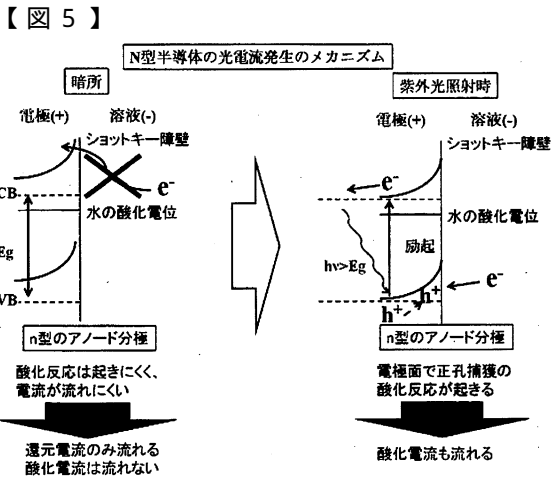 【図5】
N型半導体の光電流発生のメカニズム
暗所
電極(+) 溶液(-)
ショットキー障壁
e⁻
CB
水の酸化電位
Eg
VB
n型のアノード分極
酸化反応は起きにくく、
電流が流れにくい
還元電流のみ流れる
酸化電流は流れない
紫外光照射時
電極(+) 溶液(-)
ショットキー障壁
e⁻
水の酸化電位
励起
hν>Eg
e⁻
h⁺
h⁺
n型のアノード分極
電極面で正孔捕獲の
酸化反応が起きる
酸化電流も流れる